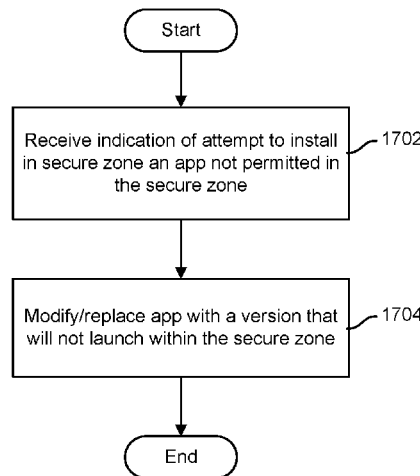 Start
Receive indication of attempt to install
in secure zone an app not permitted in
the secure zone
1702
Modify/replace app with a version that
will not launch within the secure zone
1704
End